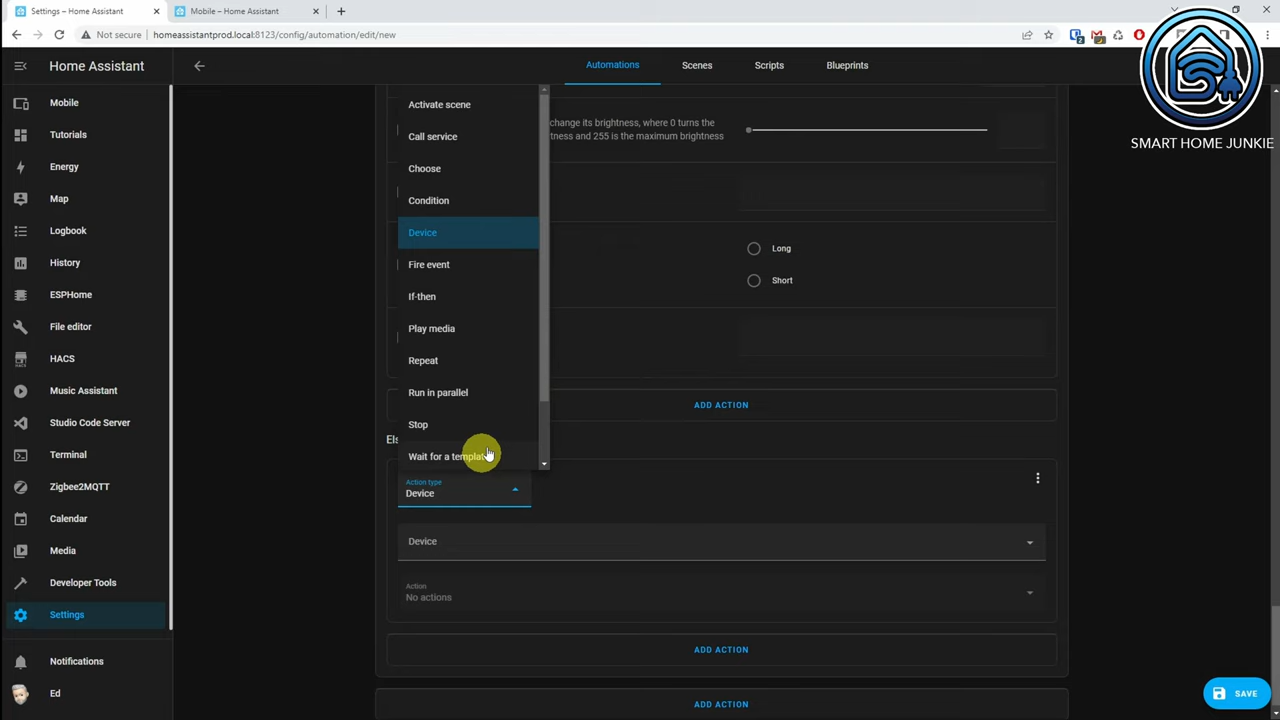 Settings – Home Assistant
Mobile – Home Assistant
Not secure
homeassistantprod.local:8123/config/automation/edit/new
Home Assistant
Automations
Scenes
Scripts
Blueprints
SMART HOME JUNKIE
Mobile
Tutorials
Energy
Map
Logbook
History
ESPHome
File editor
HACS
Music Assistant
Studio Code Server
Terminal
Zigbee2MQTT
Calendar
Media
Developer Tools
Settings
Notifications
Ed
Activate scene
Call service
Choose
Condition
Device
Fire event
If-then
Play media
Repeat
Run in parallel
Stop
Wait for a template
change its brightness, where 0 turns the
and 255 is the maximum brightness
Long
Short
ADD ACTION
Action type
Device
Device
Action
No actions
ADD ACTION
ADD ACTION
SAVE